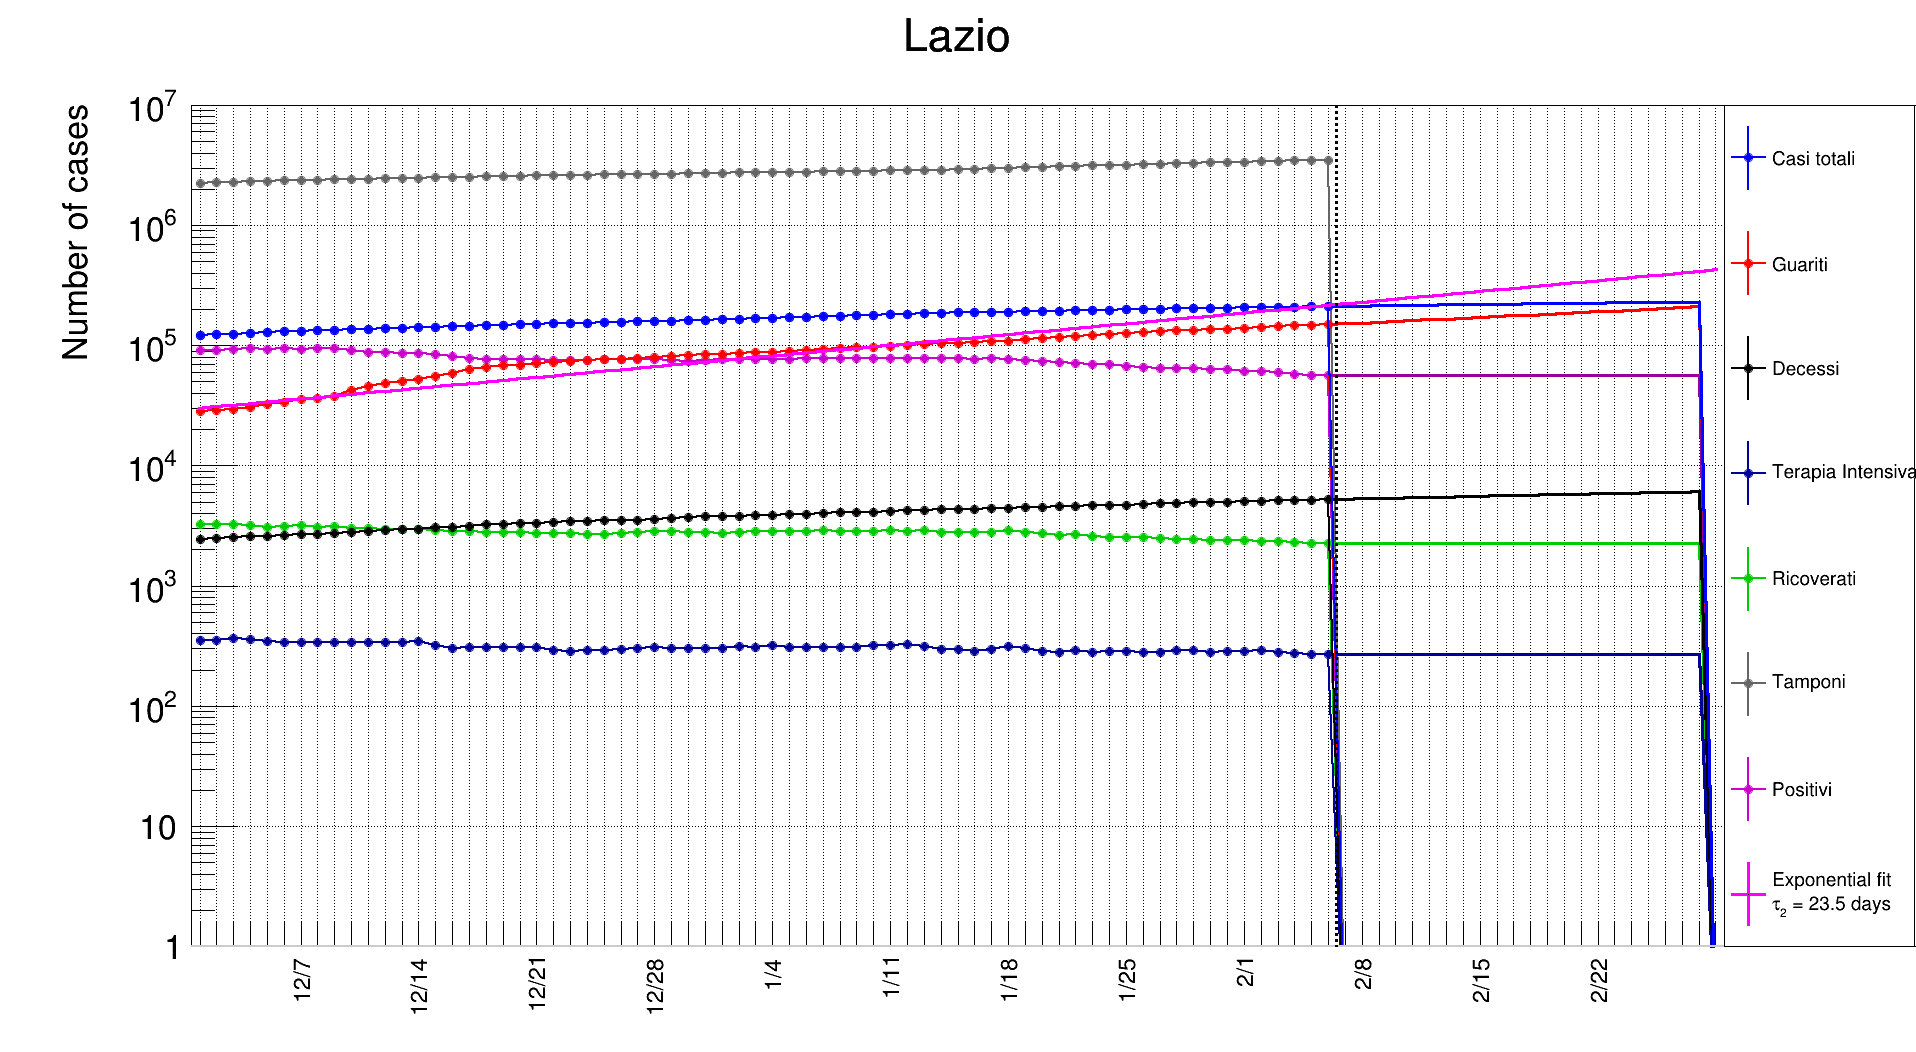 Lazio
Number of cases
10^7
10^6
10^5
10^4
10^3
10^2
10
1
12/7
12/14
12/21
12/28
1/4
1/11
1/18
1/25
2/1
2/8
2/15
2/22
Casi totali
Guariti
Decessi
Terapia Intensiva
Ricoverati
Tamponi
Positivi
Exponential fit
τ₂ = 23.5 days